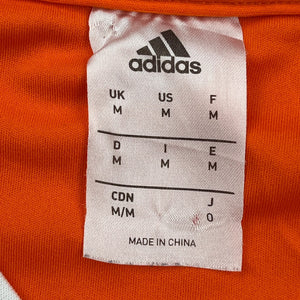 adidas
UK US F
M M M
D I E
M M M
CDN J
M/M O
MADE IN CHINA